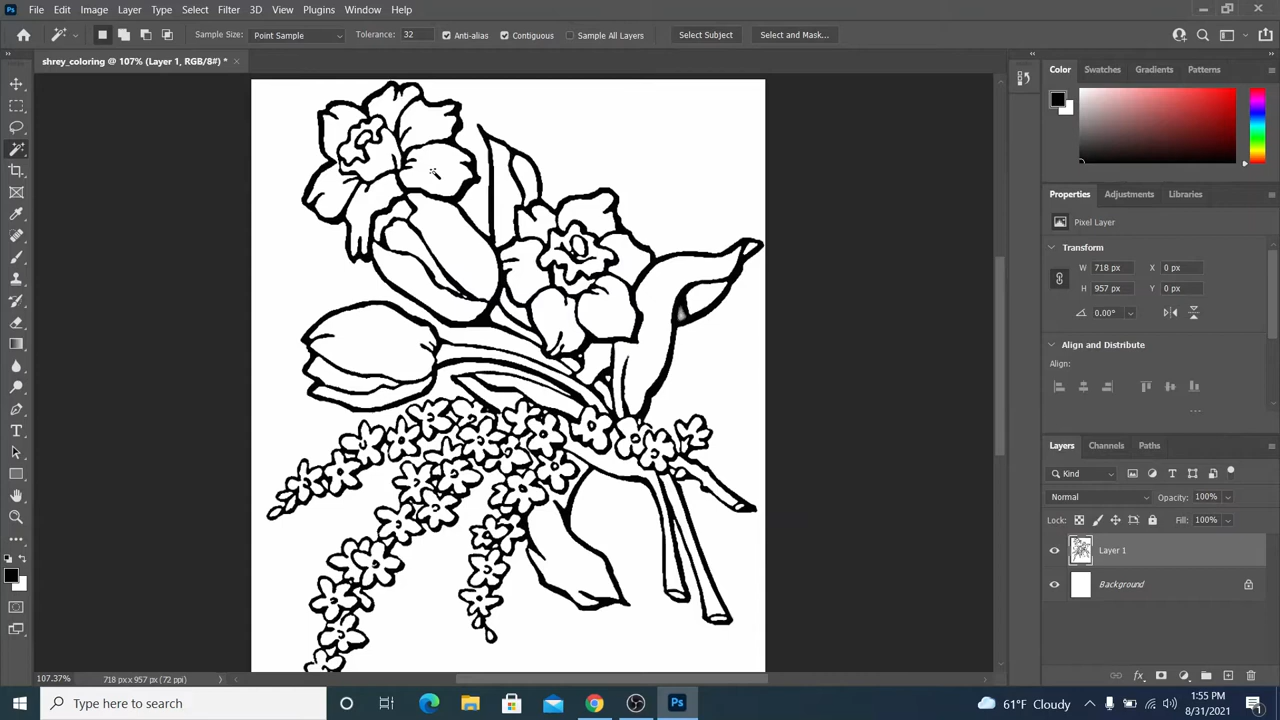 Ps File Edit Image Layer Type Select Filter 3D View Plugins Window Help
Sample Size: Point Sample Tolerance: 32 Anti-alias Contiguous Sample All Layers Select Subject Select and Mask...
shrey_coloring @ 107% (Layer 1, RGB/8#) *
Color Swatches Gradients Patterns
Properties Adjustments Libraries
Pixel Layer
Transform
W 718 px X 0 px
H 957 px Y 0 px
0.00°
Align and Distribute
Align:
...
Layers Channels Paths
Kind
Normal Opacity: 100%
Lock: Fill: 100%
Layer 1
Background
107.37% 718 px x 957 px (72 ppi)
Type here to search
Ps
61°F Cloudy
1:55 PM
8/31/2021
1